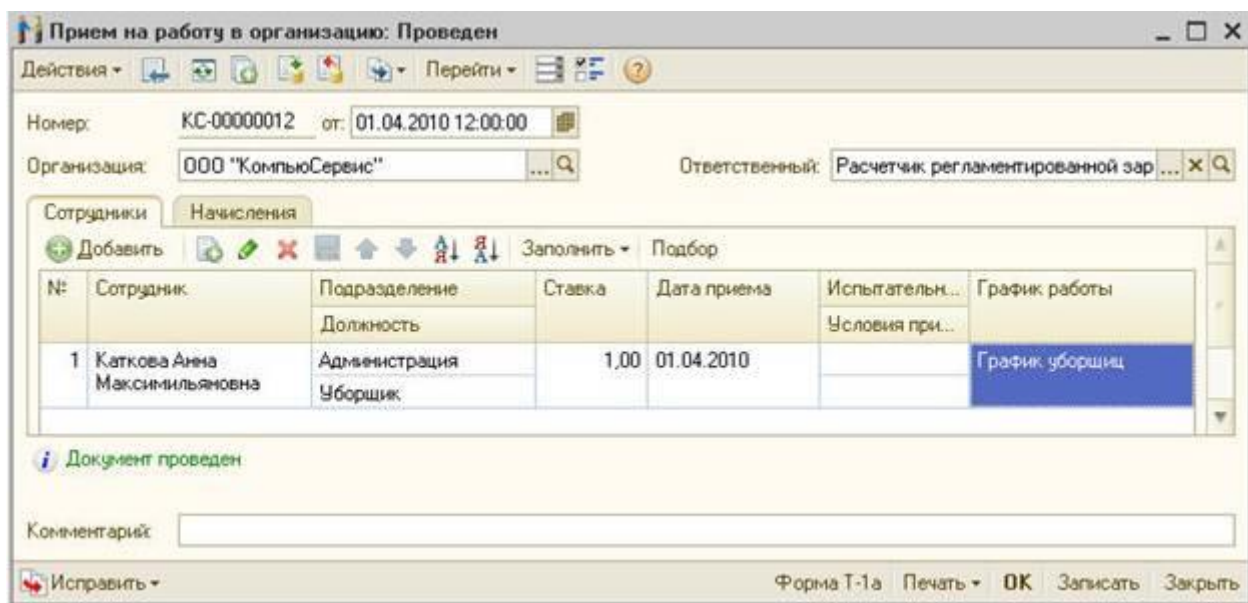 Прием на работу в организацию: Проведен
Действия Перейти
Номер: КС-00000012 от: 01.04.2010 12:00:00
Организация: ООО "КомпьюСервис" ... Ответственный: Расчетчик регламентированной зар ...
Сотрудники Начисления
Добавить Заполнить Подбор
№ Сотрудник Подразделение Ставка Дата приема Испытательн... График работы
Должность Условия при...
1 Каткова Анна Администрация 1,00 01.04.2010 График уборщиц
Максимильяновна Уборщик
Документ проведен
Комментарий:
Исправить Форма Т-1а Печать OK Записать Закрыть